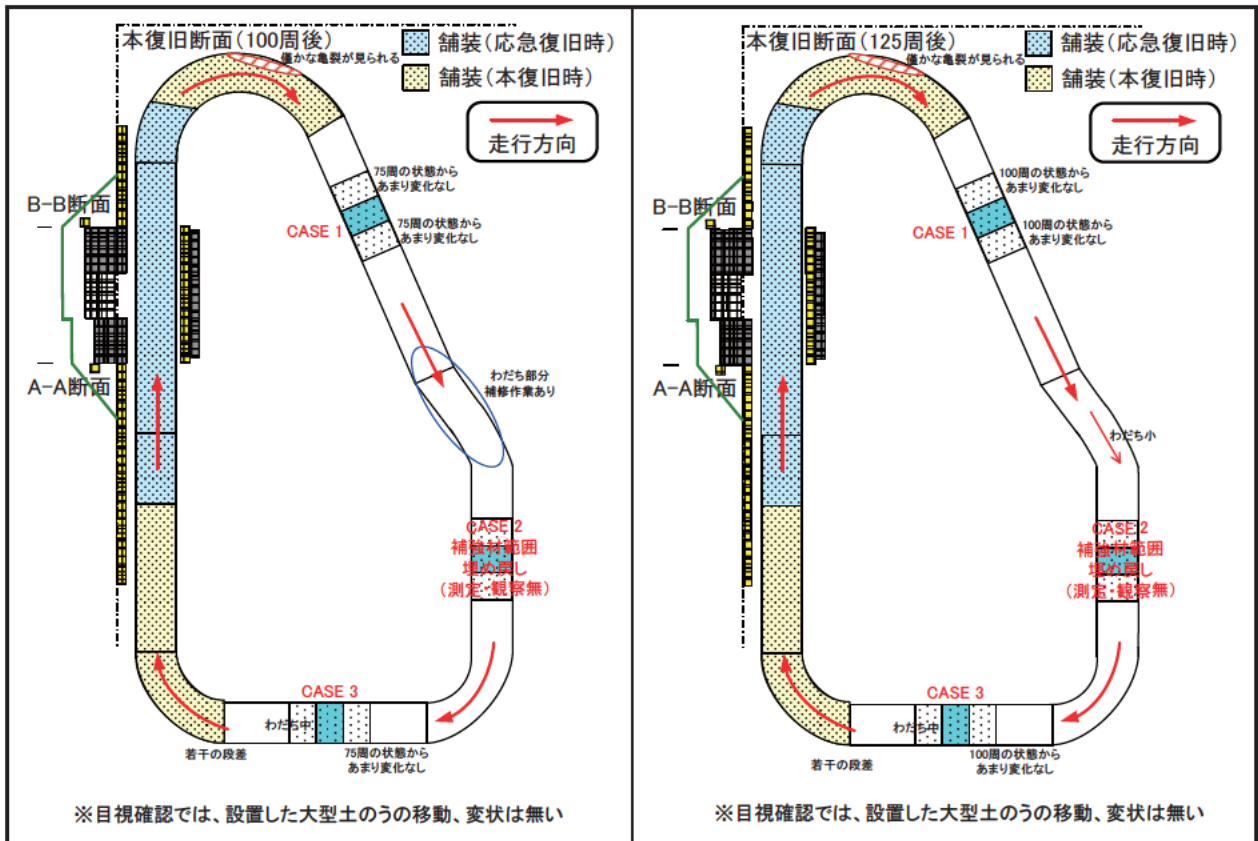 本復旧断面(100周後)
僅かな亀裂が見られる
舗装(応急復旧時)
舗装(本復旧時)
走行方向
75周の状態から
あまり変化なし
B-B断面
CASE 1
75周の状態から
あまり変化なし
A-A断面
わだち部分
補修作業あり
CASE 2
補強材範囲
埋め戻し
(測定・観察無)
CASE 3
わだち中
若干の段差
75周の状態から
あまり変化なし
※目視確認では、設置した大型土のうの移動、変状は無い
本復旧断面(125周後)
僅かな亀裂が見られる
舗装(応急復旧時)
舗装(本復旧時)
走行方向
100周の状態から
あまり変化なし
B-B断面
CASE 1
100周の状態から
あまり変化なし
A-A断面
わだち小
CASE 2
補強材範囲
埋め戻し
(測定・観察無)
CASE 3
わだち中
若干の段差
100周の状態から
あまり変化なし
※目視確認では、設置した大型土のうの移動、変状は無い